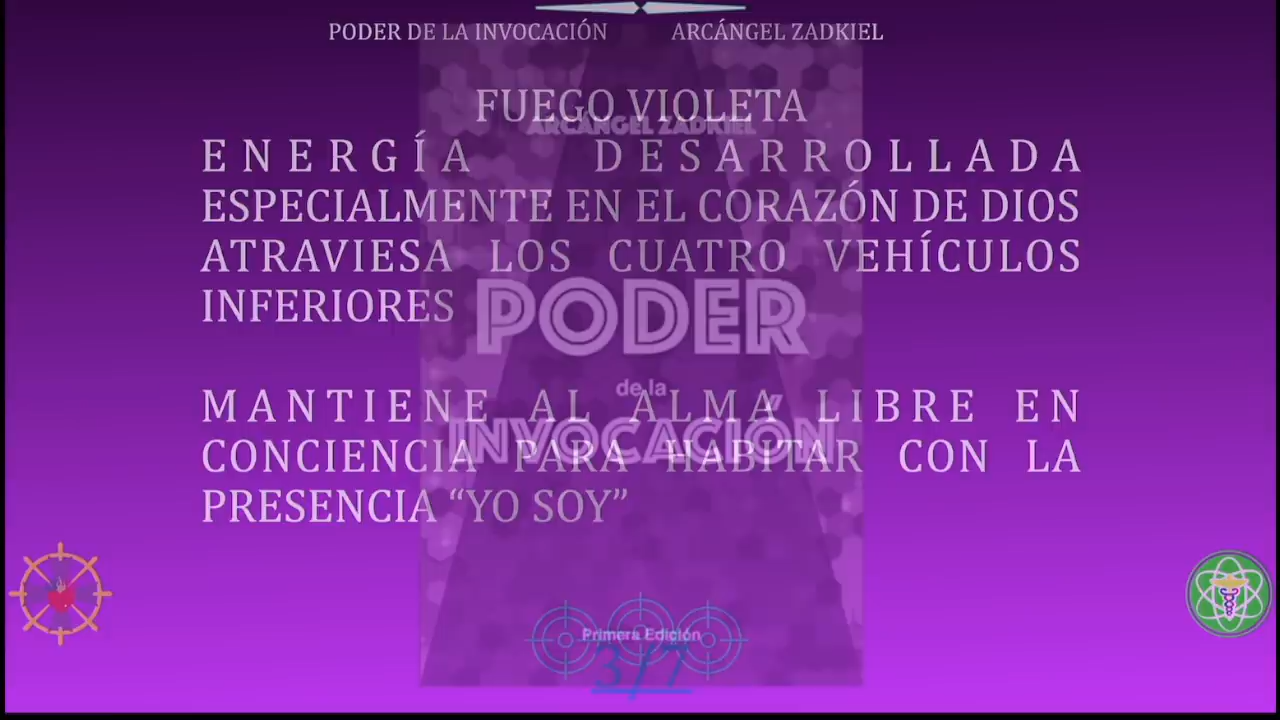 PODER DE LA INVOCACIÓN ARCÁNGEL ZADKIEL
FUEGO VIOLETA
ARCÁNGEL ZADKIEL
ENERGÍA DESARROLLADA
ESPECIALMENTE EN EL CORAZÓN DE DIOS
ATRAVIESA LOS CUATRO VEHÍCULOS
INFERIORES
PODER
de la
INVOCACIÓN
MANTIENE AL ALMA LIBRE EN
CONCIENCIA PARA HABITAR CON LA
PRESENCIA “YO SOY”
Primera Edición
3/7